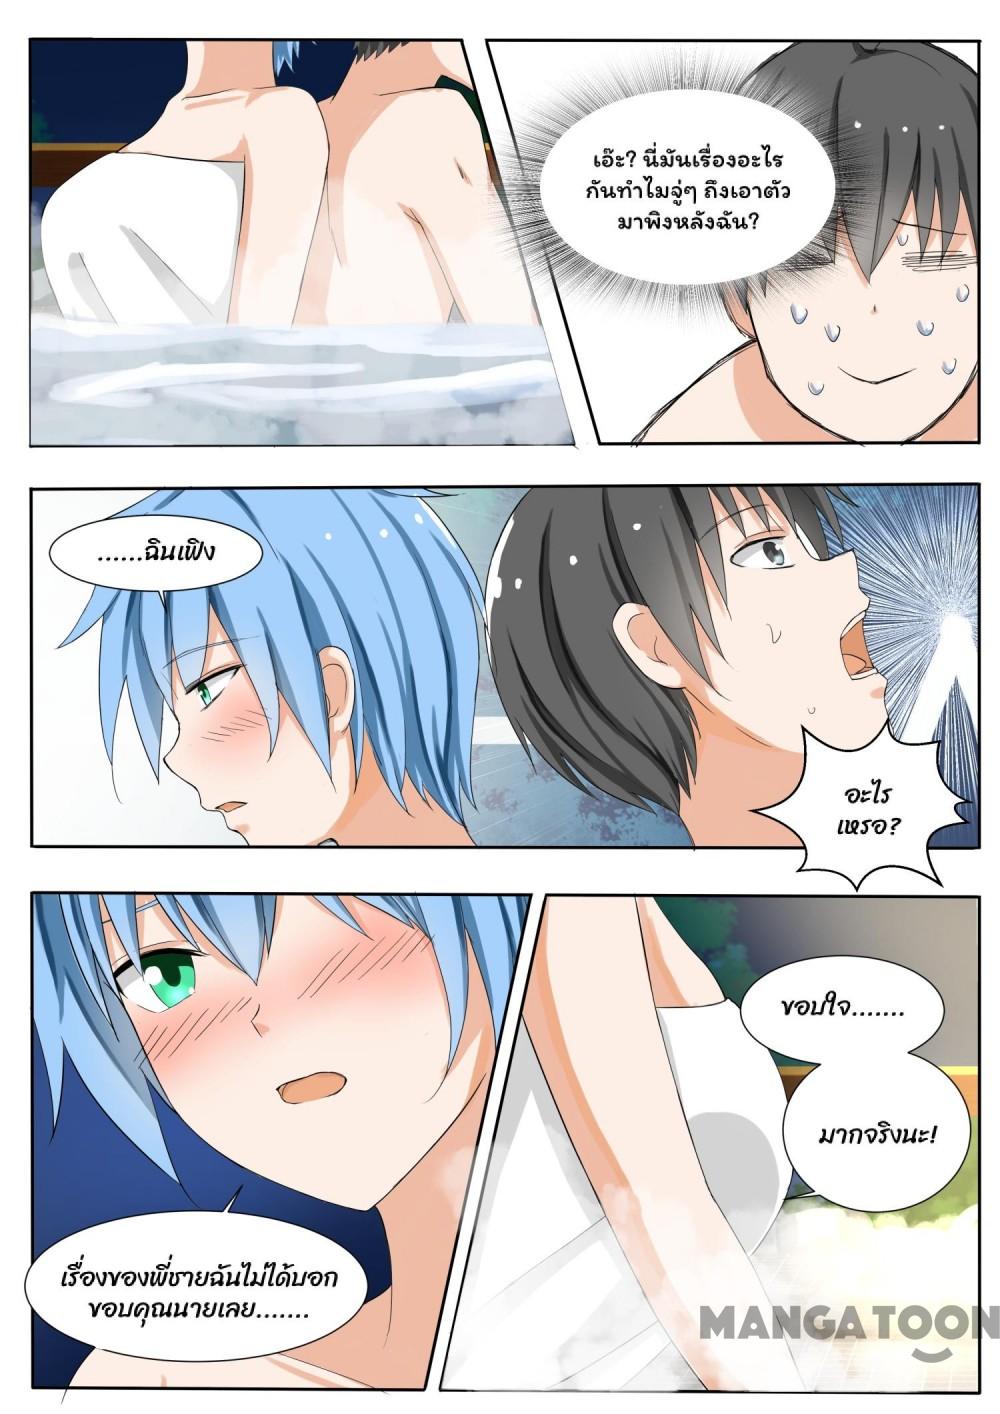 เอ๊ะ? นี่มันเรื่องอะไร
กันทำไมจู่ๆ ถึงเอาตัว
มาพิงหลังฉัน?
......ฉินเฟิง
อะไร
เหรอ?
เรื่องของพี่ชายฉันไม่ได้บอก
ขอบคุณนายเลย.......
ขอบใจ.......
มากจริงนะ!
MANGATOON